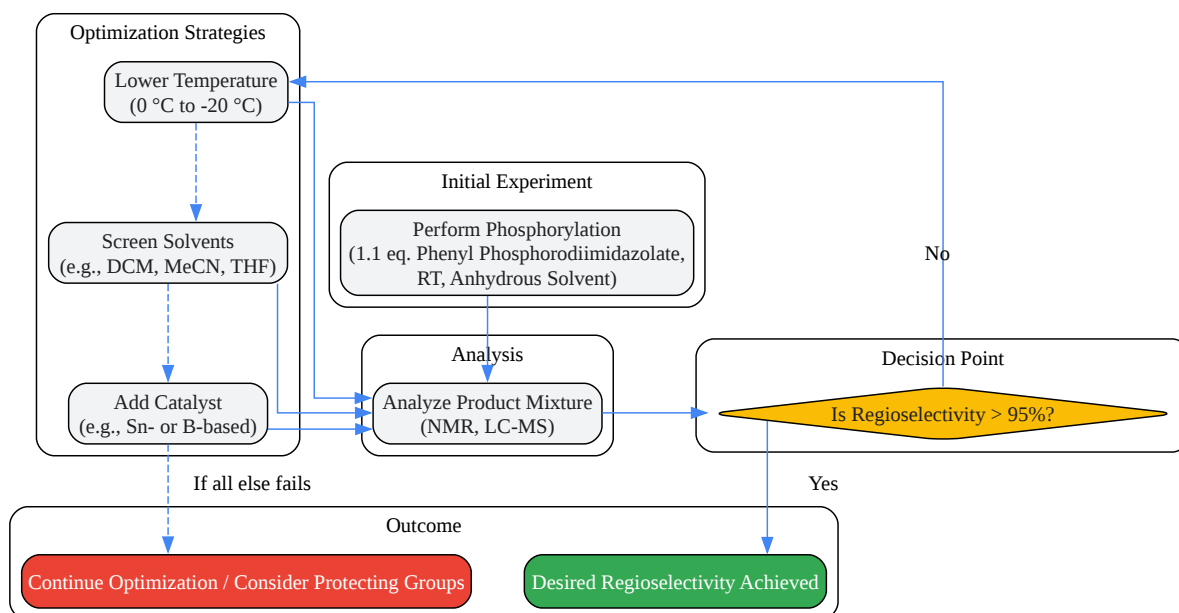 Optimization Strategies
Lower Temperature
(0 °C to -20 °C)
Initial Experiment
Perform Phosphorylation
(1.1 eq. Phenyl Phosphorodiimidazolate,
RT, Anhydrous Solvent)
Screen Solvents
(e.g., DCM, MeCN, THF)
No
Analysis
Analyze Product Mixture
(NMR, LC-MS)
Decision Point
Is Regioselectivity > 95%?
Add Catalyst
(e.g., Sn- or B-based)
If all else fails
Yes
Outcome
Continue Optimization / Consider Protecting Groups
Desired Regioselectivity Achieved